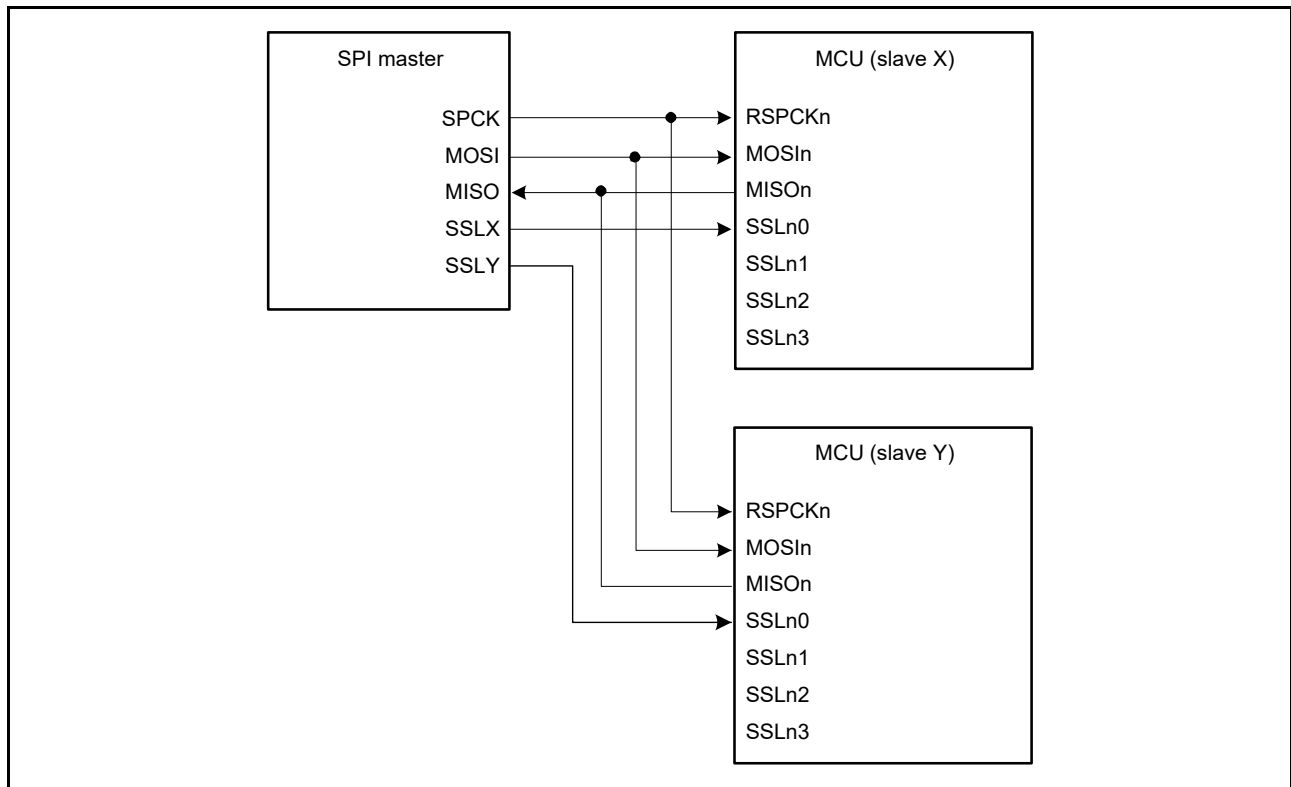 SPI master
SPCK
MOSI
MISO
SSLX
SSLY
MCU (slave X)
RSPCKn
MOSIn
MISOn
SSLn0
SSLn1
SSLn2
SSLn3
MCU (slave Y)
RSPCKn
MOSIn
MISOn
SSLn0
SSLn1
SSLn2
SSLn3